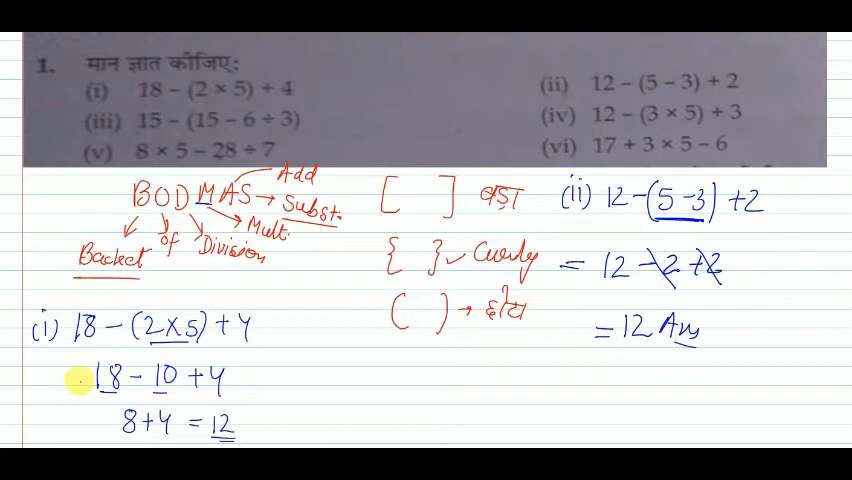 1. मान ज्ञात कीजिए:
(i) 18 – (2 × 5) + 4
(ii) 12 – (5 – 3) + 2
(iii) 15 – (15 – 6 ÷ 3)
(iv) 12 – (3 × 5) + 3
(v) 8 × 5 – 28 ÷ 7
(vi) 17 + 3 × 5 – 6
BODMAS
Add
Subst.
Multi
Division
of
Backet
[ ] बड़ा
{ } Curly
( ) → छोटा
(i) 18 - (2×5) + 4
18 - 10 + 4
8+4 = 12
(ii) 12 - (5-3) + 2
= 12 - 2 + 2
= 12 Ans